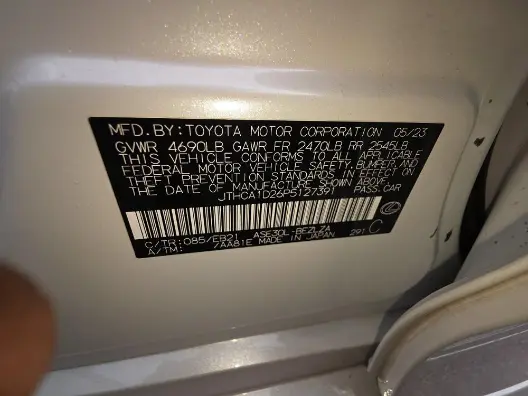 MFD.BY:TOYOTA MOTOR CORPORATION 05/23
GVWR 4690LB GAWR FR 2470LB RR 2645LB
THIS VEHICLE CONFORMS TO ALL APPLICABLE
FEDERAL MOTOR VEHICLE SAFETY,BUMPER,AND
THEFT PREVENTION STANDARDS IN EFFECT ON
THE DATE OF MANUFACTURE SHOWN ABOVE.
JTHCA1D26P5127391 PASS.CAR
C/TR:085/EB21 ASE30L-BEZLZA
A/TM: /AA81E MADE IN JAPAN 291 C